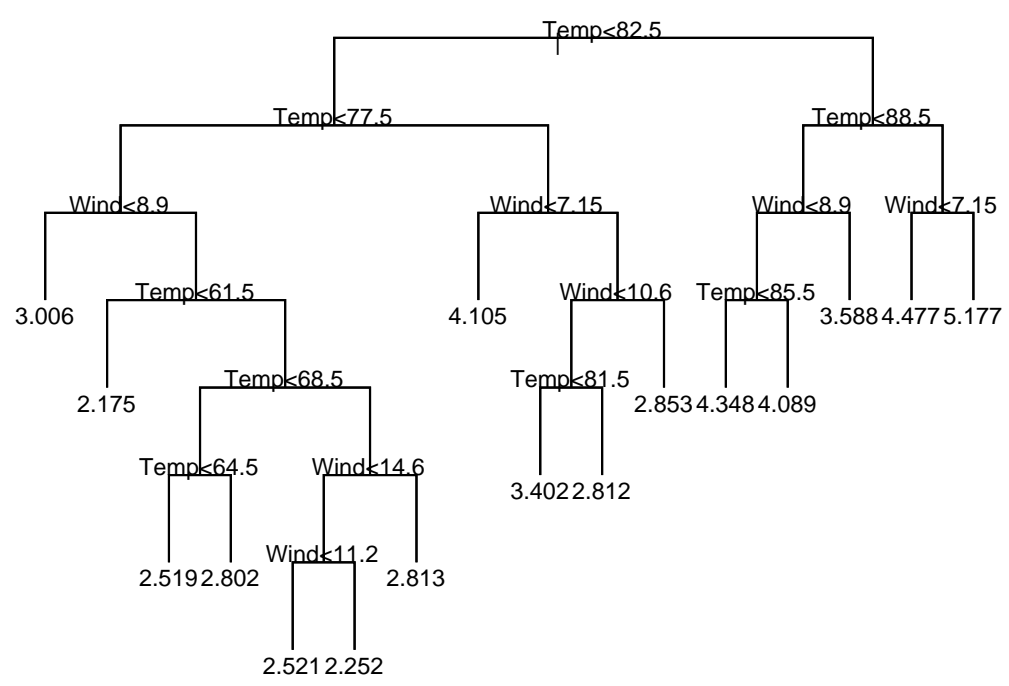 Temp<82.5
Temp<77.5 Temp<88.5
Wind<8.9 Wind<7.15 Wind<8.9 Wind<7.15
3.006 Temp<61.5 4.105 Wind<10.6 Temp<85.5 3.588 4.477 5.177
2.175 Temp<68.5 Temp<81.5 2.853 4.348 4.089
Temp<64.5 Wind<14.6 3.402 2.812
2.519 2.802 Wind<11.2 2.813
2.521 2.252